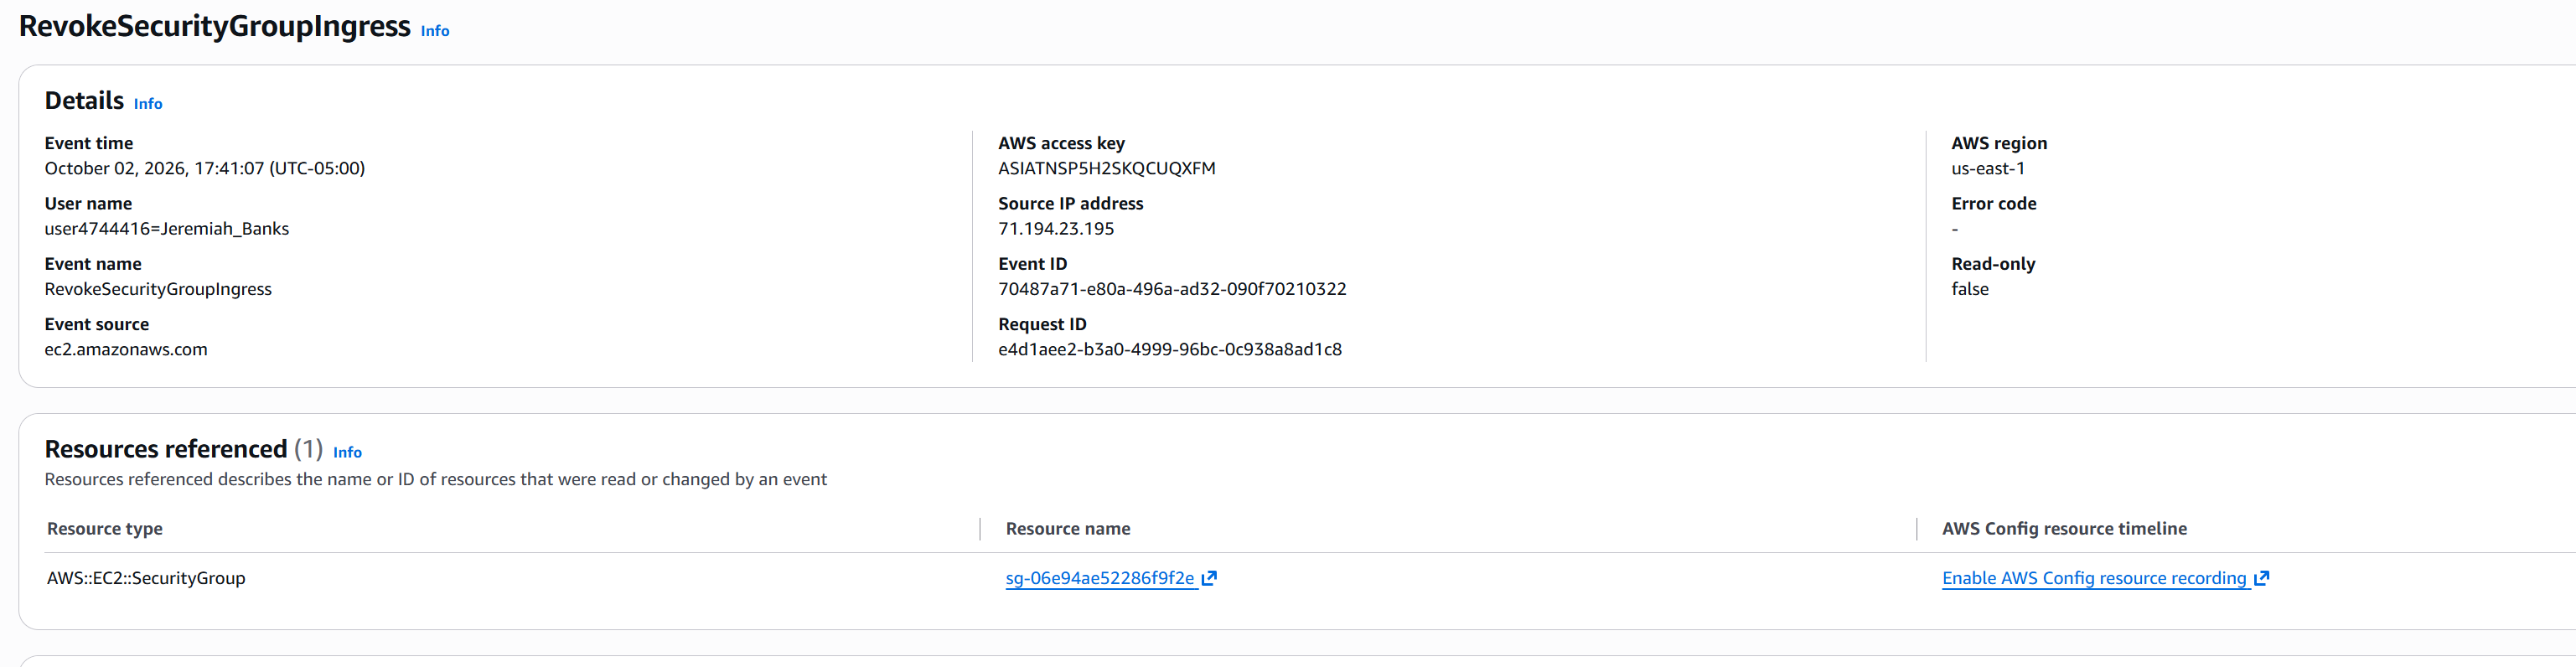 RevokeSecurityGroupIngress Info
Details Info
Event time
October 02, 2026, 17:41:07 (UTC-05:00)
User name
user4744416=Jeremiah_Banks
Event name
RevokeSecurityGroupIngress
Event source
ec2.amazonaws.com
AWS access key
ASIATNSP5H2SKQCUQXFM
Source IP address
71.194.23.195
Event ID
70487a71-e80a-496a-ad32-090f70210322
Request ID
e4d1aee2-b3a0-4999-96bc-0c938a8ad1c8
AWS region
us-east-1
Error code
-
Read-only
false
Resources referenced (1) Info
Resources referenced describes the name or ID of resources that were read or changed by an event
Resource type Resource name AWS Config resource timeline
AWS::EC2::SecurityGroup sg-06e94ae52286f9f2e Enable AWS Config resource recording